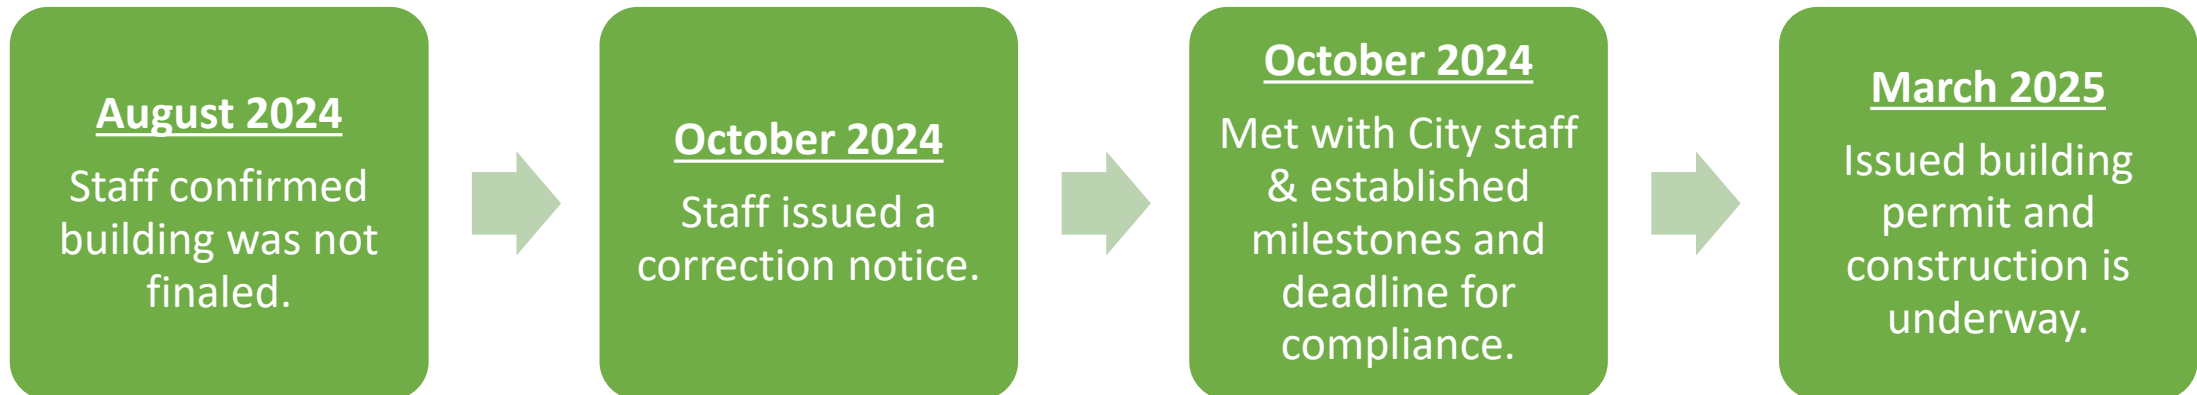 August 2024
Staff confirmed
building was not
finaled.
October 2024
Staff issued a
correction notice.
October 2024
Met with City staff
& established
milestones and
deadline for
compliance.
March 2025
Issued building
permit and
construction is
underway.